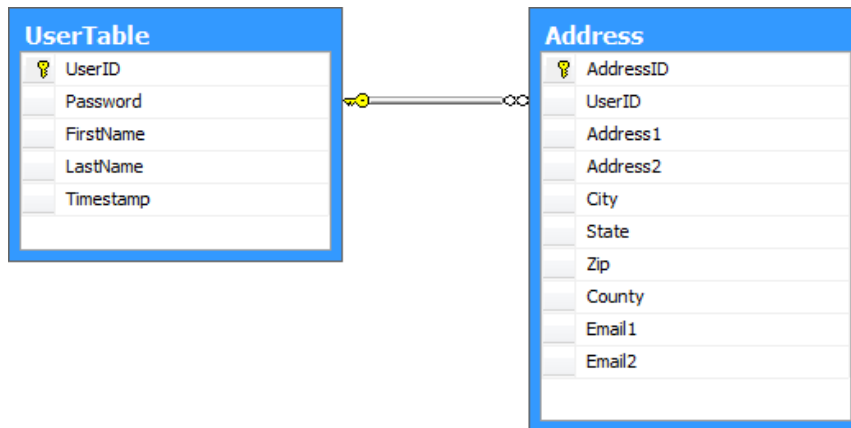 UserTable
UserID
Password
FirstName
LastName
Timestamp
Address
AddressID
UserID
Address1
Address2
City
State
Zip
County
Email1
Email2